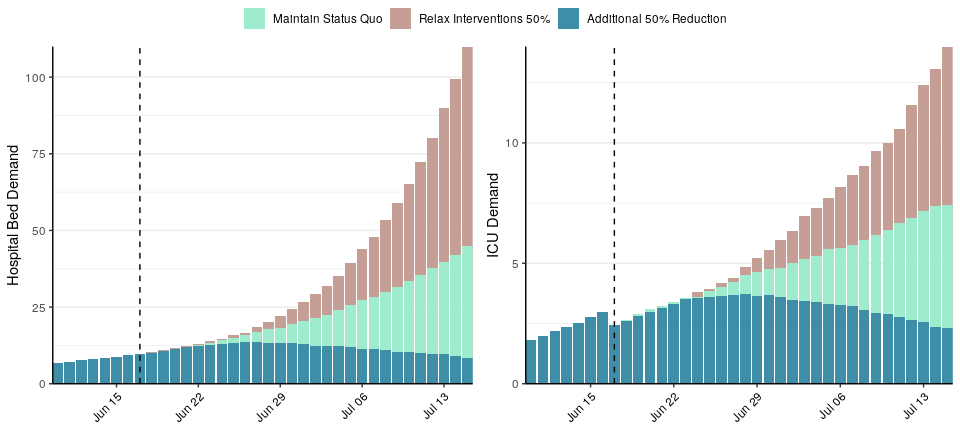 Maintain Status Quo Relax Interventions 50% Additional 50% Reduction
Hospital Bed Demand
100
75
50
25
0
Jun 15 Jun 22 Jun 29 Jul 06 Jul 13
ICU Demand
10
5
0
Jun 15 Jun 22 Jun 29 Jul 06 Jul 13